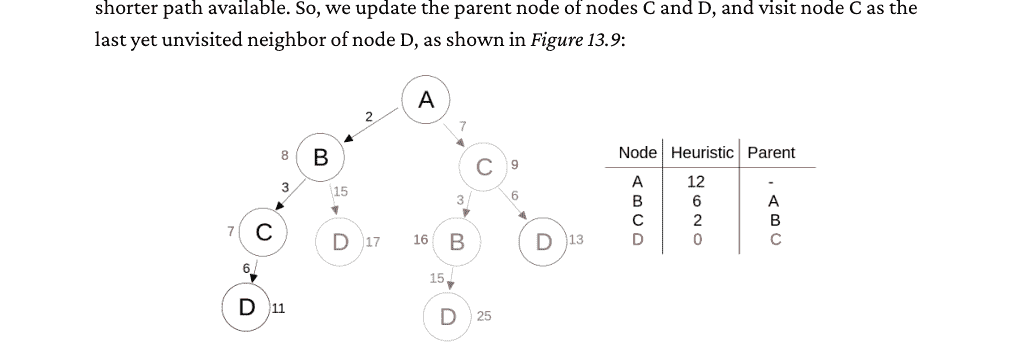 shorter path available. So, we update the parent node of nodes C and D, and visit node C as the
last yet unvisited neighbor of node D, as shown in Figure 13.9:
A
2
7
8
B
C
9
3
15
3
6
7
C
D
17
16
B
D
13
6
15
D
11
D
25
Node Heuristic Parent
A 12 -
B 6 A
C 2 B
D 0 C